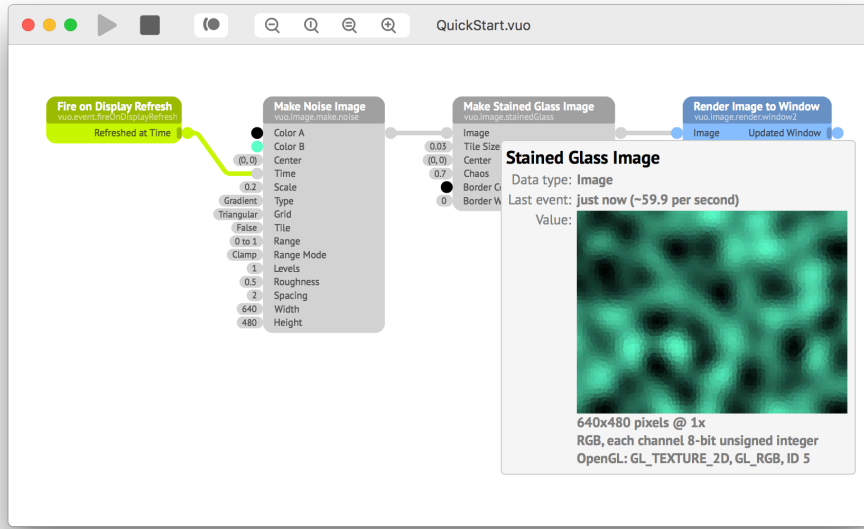 QuickStart.vuo
Fire on Display Refresh
vuo.event.fireOnDisplayRefresh
Refreshed at Time
Make Noise Image
vuo.image.make.noise
Color A
Color B
(0, 0) Center
Time
0.2 Scale
Gradient Type
Triangular Grid
False Tile
0 to 1 Range
Clamp Range Mode
1 Levels
0.5 Roughness
2 Spacing
640 Width
480 Height
Make Stained Glass Image
vuo.image.stainedGlass
Image
0.03 Tile Size
(0, 0) Center
0.7 Chaos
Border Co
0 Border W
Render Image to Window
vuo.image.render.window2
Image Updated Window
Stained Glass Image
Data type: Image
Last event: just now (~59.9 per second)
Value:
640x480 pixels @ 1x
RGB, each channel 8-bit unsigned integer
OpenGL: GL_TEXTURE_2D, GL_RGB, ID 5